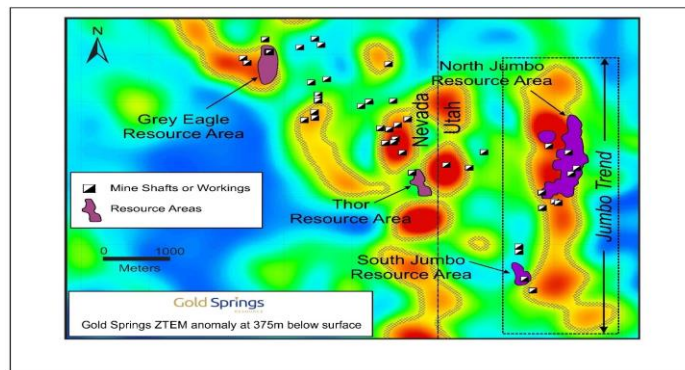 N
North Jumbo
Resource Area
Grey Eagle
Resource Area
Nevada
Utah
Jumbo Trend
Mine Shafts or Workings
Resource Areas
Thor
Resource Area
0 1000
Meters
South Jumbo
Resource Area
Gold Springs
Gold Springs ZTEM anomaly at 375m below surface